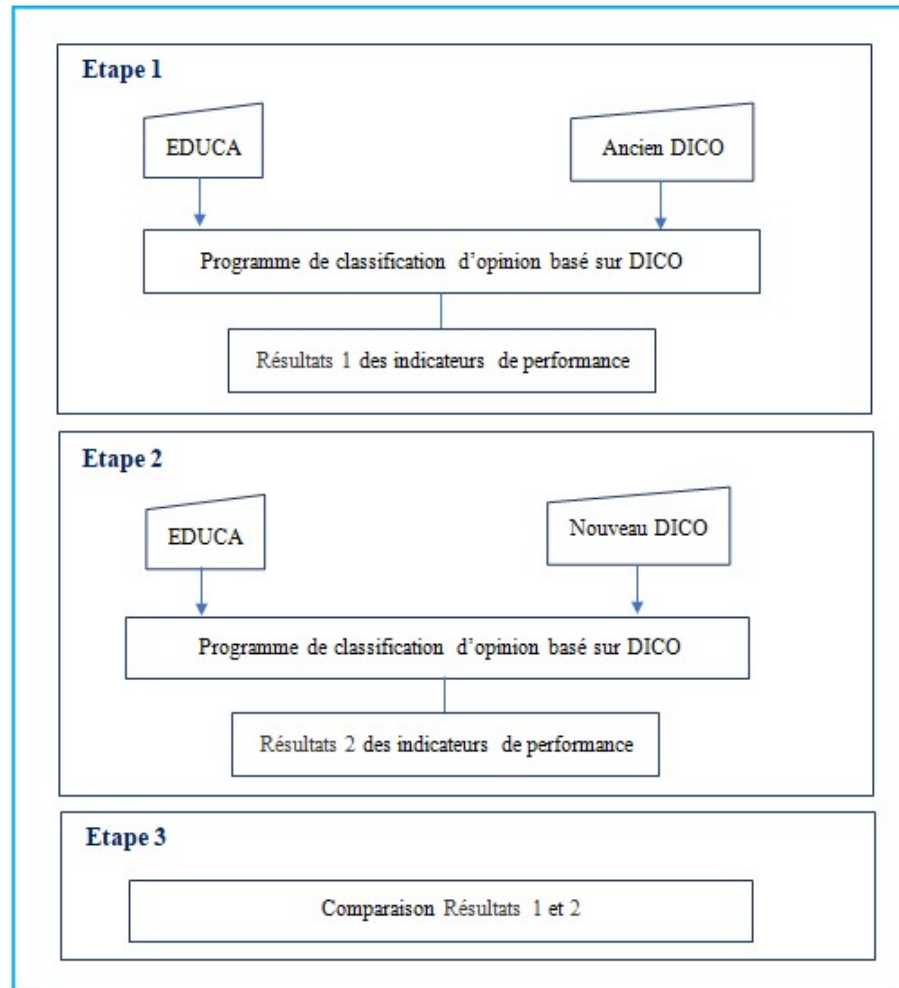 Etape 1
EDUCA
Ancien DICO
Programme de classification d'opinion basé sur DICO
Résultats 1 des indicateurs de performance
Etape 2
EDUCA
Nouveau DICO
Programme de classification d'opinion basé sur DICO
Résultats 2 des indicateurs de performance
Etape 3
Comparaison Résultats 1 et 2